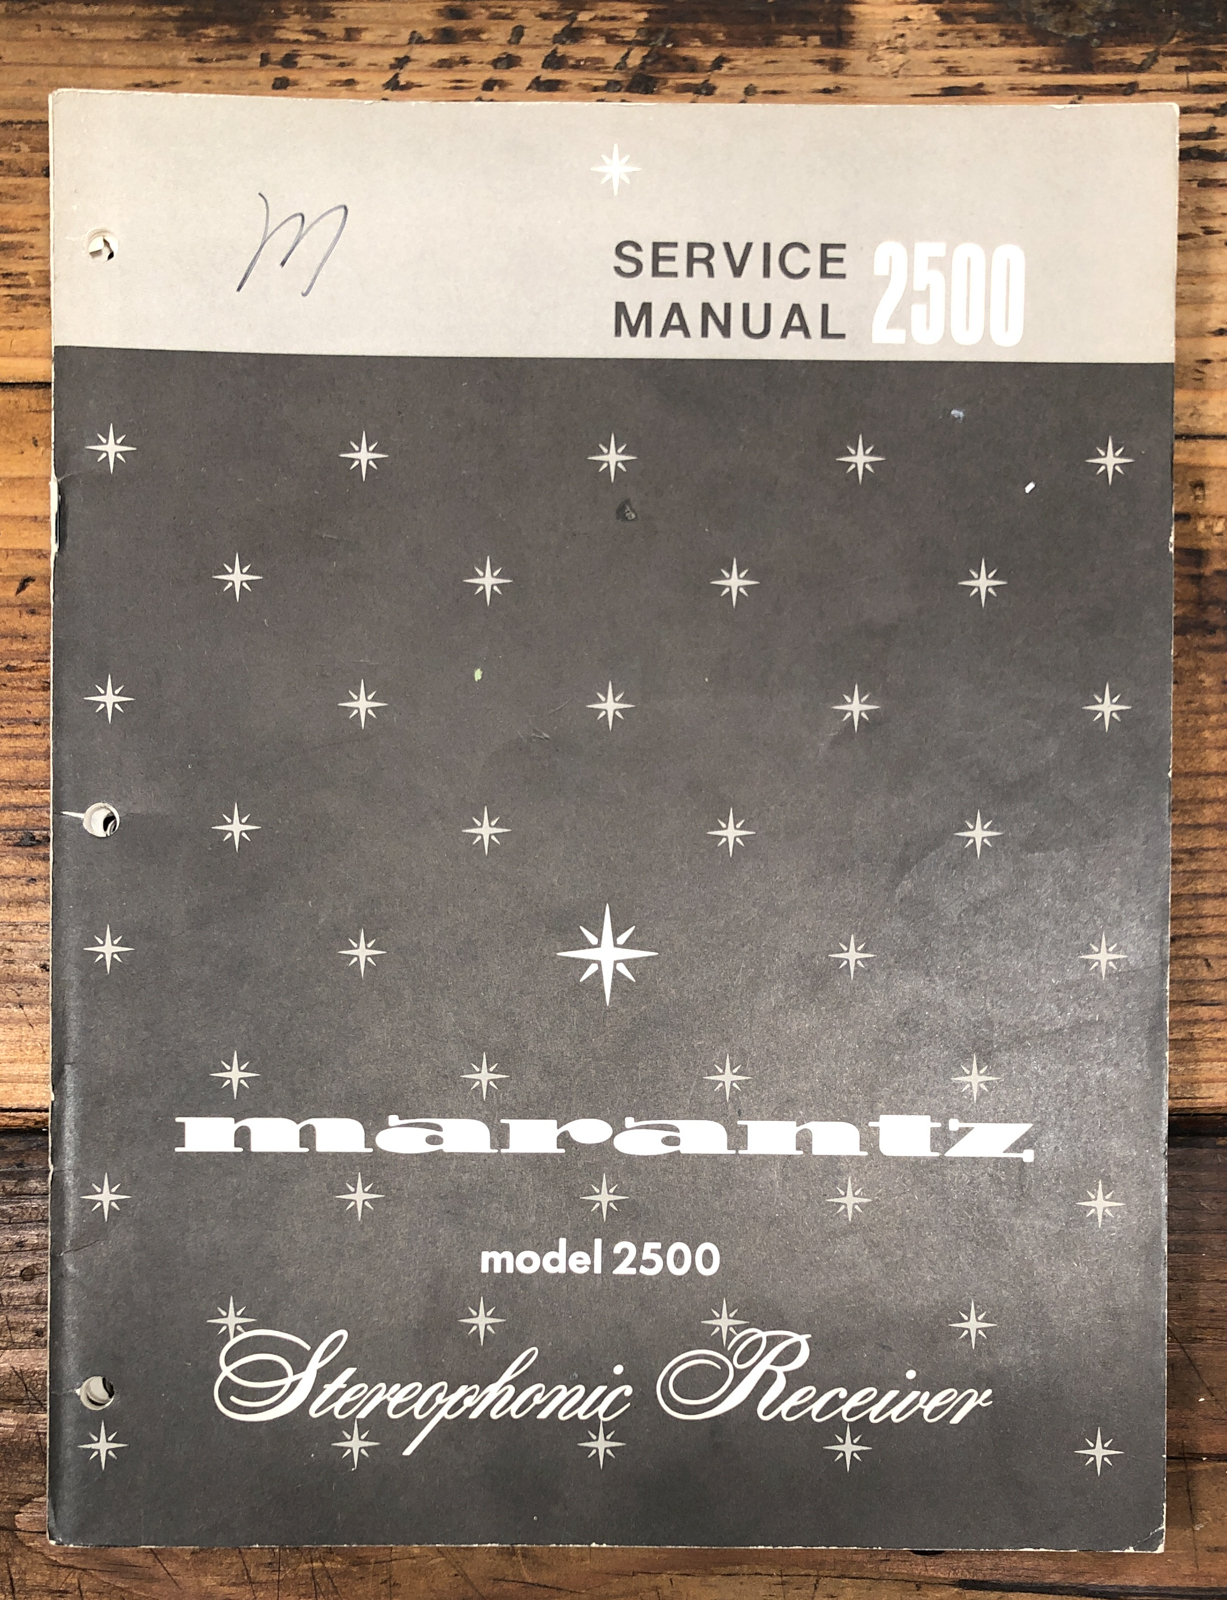 M
SERVICE
MANUAL 2500
marantz
model 2500
Stereophonic Receiver